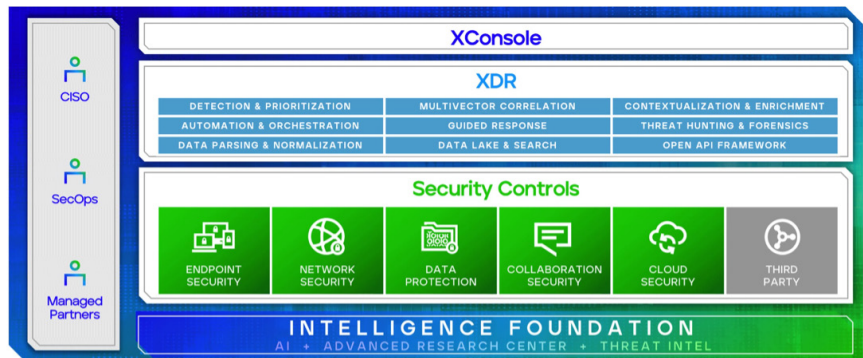 CISO
SecOps
Managed
Partners
XConsole
XDR
DETECTION & PRIORITIZATION
MULTIVECTOR CORRELATION
CONTEXTUALIZATION & ENRICHMENT
AUTOMATION & ORCHESTRATION
GUIDED RESPONSE
THREAT HUNTING & FORENSICS
DATA PARSING & NORMALIZATION
DATA LAKE & SEARCH
OPEN API FRAMEWORK
Security Controls
ENDPOINT
SECURITY
NETWORK
SECURITY
DATA
PROTECTION
COLLABORATION
SECURITY
CLOUD
SECURITY
THIRD
PARTY
INTELLIGENCE FOUNDATION
AI + ADVANCED RESEARCH CENTER + THREAT INTEL